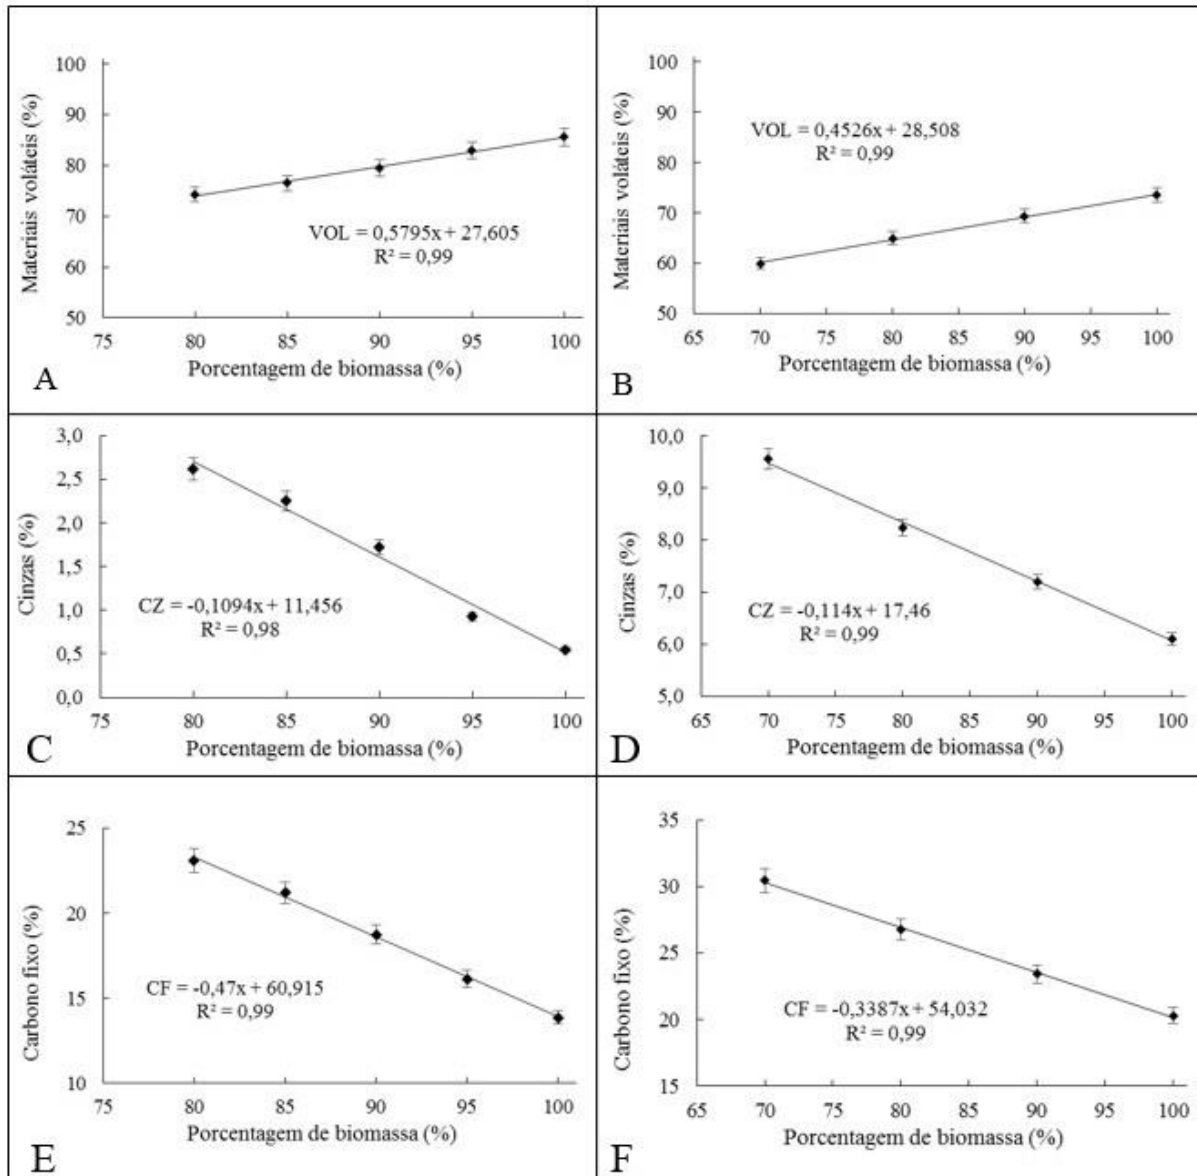 Materiais voláteis (%)
100
90
80
70
60
50
VOL = 0,5795x + 27,605
R² = 0,99
75 80 85 90 95 100
Porcentagem de biomassa (%)
A
Materiais voláteis (%)
100
90
80
70
60
50
VOL = 0,4526x + 28,508
R² = 0,99
65 70 75 80 85 90 95 100
Porcentagem de biomassa (%)
B
Cinzas (%)
3,0
2,5
2,0
1,5
1,0
0,5
0,0
CZ = -0,1094x + 11,456
R² = 0,98
75 80 85 90 95 100
Porcentagem de biomassa (%)
C
Cinzas (%)
10,0
9,0
8,0
7,0
6,0
5,0
CZ = -0,114x + 17,46
R² = 0,99
65 70 75 80 85 90 95 100
Porcentagem de biomassa (%)
D
Carbono fixo (%)
25
20
15
10
CF = -0,47x + 60,915
R² = 0,99
75 80 85 90 95 100
Porcentagem de biomassa (%)
E
Carbono fixo (%)
35
30
25
20
15
CF = -0,3387x + 54,032
R² = 0,99
65 70 75 80 85 90 95 100
Porcentagem de biomassa (%)
F